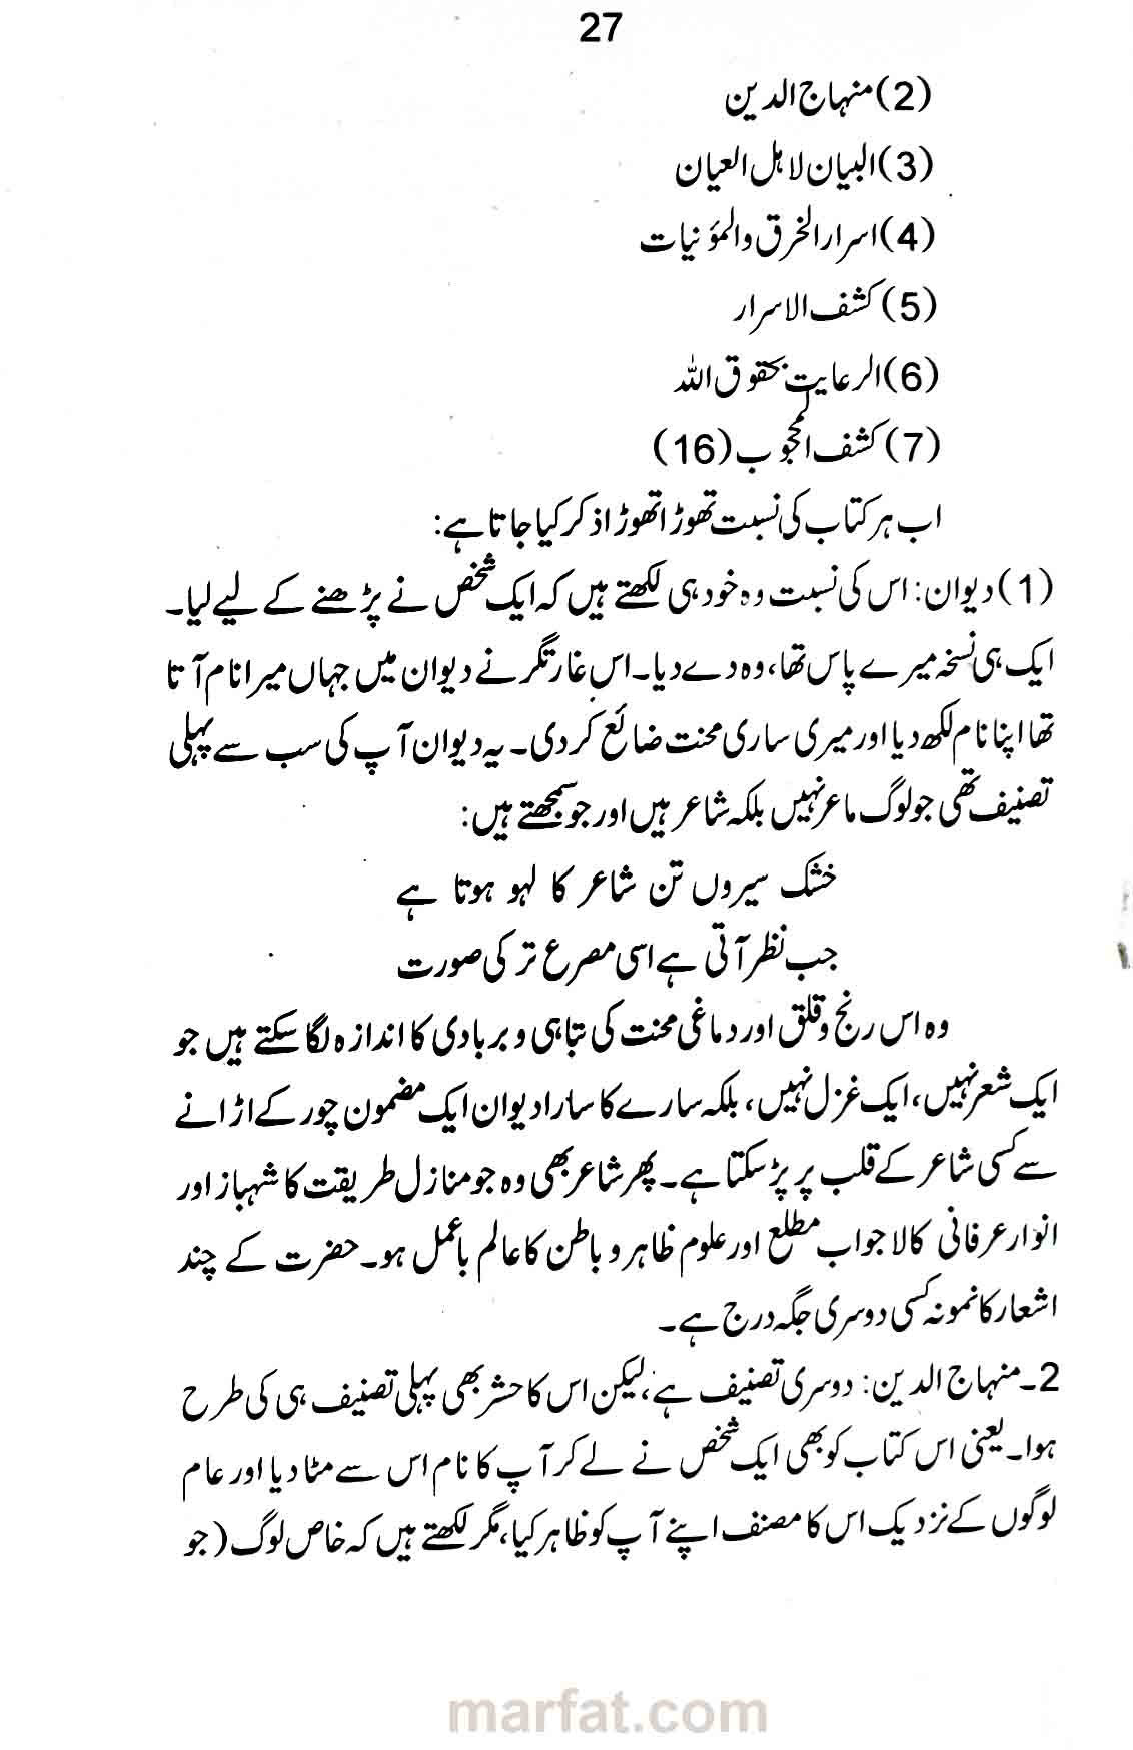 27
(2) منہاج الدین
(3) البیان لاہل العیان
(4) اسرار الخرق والمؤنیات
(5) کشف الاسرار
(6) الرعایت بحقوق اللہ
(7) کشف المحجوب (16)
اب ہر کتاب کی نسبت تھوڑا تھوڑا ذکر کیا جاتا ہے:
(1) دیوان: اس کی نسبت وہ خود ہی لکھتے ہیں کہ ایک شخص نے پڑھنے کے لیے لیا۔
ایک ہی نسخہ میرے پاس تھا، وہ دے دیا۔ اس غارتگر نے دیوان میں جہاں میرا نام آتا
تھا اپنا نام لکھ دیا اور میری ساری محنت ضائع کر دی۔ یہ دیوان آپ کی سب سے پہلی
تصنیف تھی جو لوگ ماعر نہیں بلکہ شاعر ہیں اور جو سمجھتے ہیں:
خشک سیروں تن شاعر کا لہو ہوتا ہے
جب نظر آتی ہے اسی مصرع تر کی صورت
وہ اس رنج و قلق اور دماغی محنت کی تباہی و بربادی کا اندازہ لگا سکتے ہیں جو
ایک شعر نہیں، ایک غزل نہیں، بلکہ سارے کا سارا دیوان ایک مضمون چور کے اڑانے
سے کسی شاعر کے قلب پر پڑ سکتا ہے۔ پھر شاعر بھی وہ جو منازل طریقت کا شہباز اور
انوار عرفانی کا لاجواب مطلع اور علوم ظاہر و باطن کا عالم باعمل ہو۔ حضرت کے چند
اشعار کا نمونہ کسی دوسری جگہ درج ہے۔
2۔ منہاج الدین: دوسری تصنیف ہے، لیکن اس کا حشر بھی پہلی تصنیف ہی کی طرح
ہوا۔ یعنی اس کتاب کو بھی ایک شخص نے لے کر آپ کا نام اس سے مٹا دیا اور عام
لوگوں کے نزدیک اس کا مصنف اپنے آپ کو ظاہر کیا، مگر لکھتے ہیں کہ خاص لوگ (جو
marfat.com